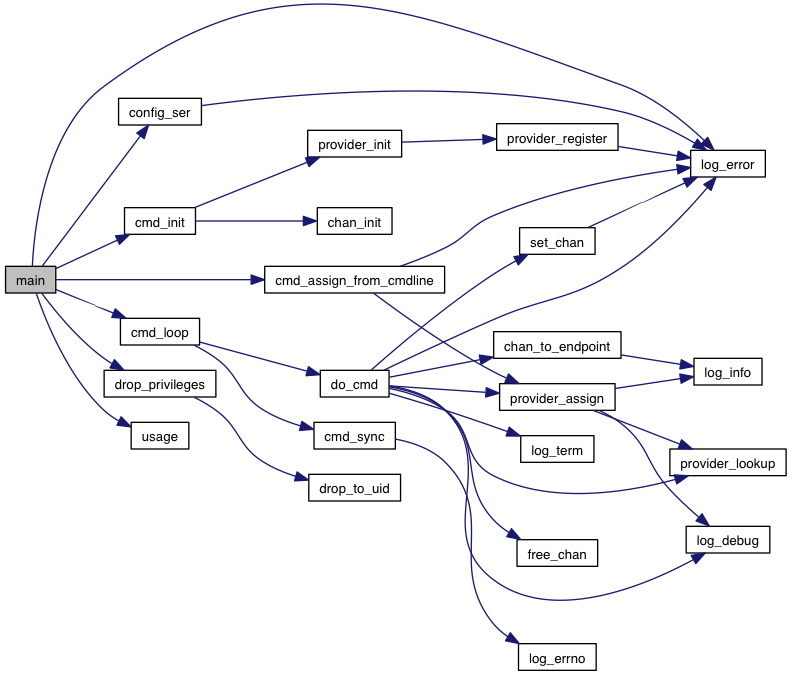 main
config_ser
cmd_init
cmd_assign_from_cmdline
cmd_loop
drop_privileges
usage
provider_init
chan_init
do_cmd
cmd_sync
drop_to_uid
provider_register
set_chan
chan_to_endpoint
provider_assign
log_term
free_chan
log_errno
log_error
log_info
provider_lookup
log_debug